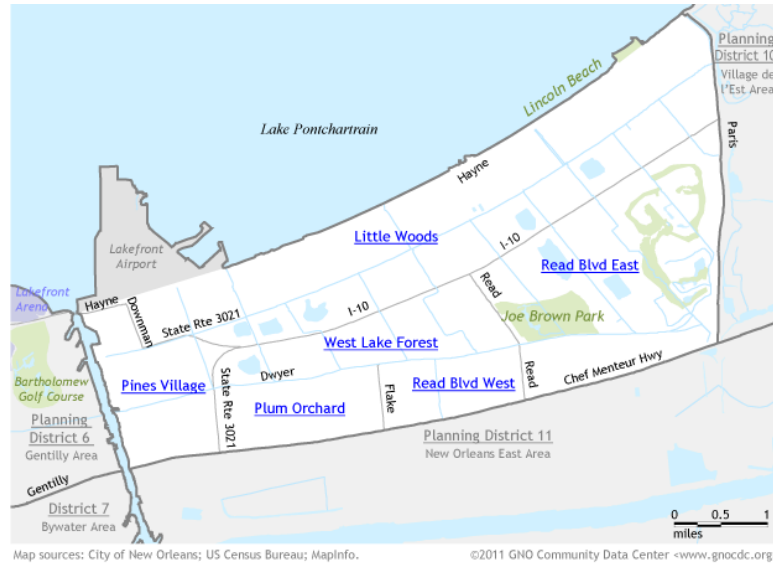 Planning
District 10
Village de
l'Est Area
Lincoln Beach
Lake Pontchartrain
Paris
Hayne
Little Woods
Lakefront
Airport
I-10
Read Blvd East
Lakefront
Arena
Hayne
Downman
State Rte 3021
I-10
Read
Joe Brown Park
West Lake Forest
Bartholomew
Golf Course
Pines Village
State Rte 3021
Dwyer
Read Blvd West
Read
Chef Menteur Hwy
Plum Orchard
Flake
Planning
District 6
Gentilly Area
Planning District 11
New Orleans East Area
Gentilly
District 7
Bywater Area
0 0.5 1
miles
Map sources: City of New Orleans; US Census Bureau; MapInfo.
©2011 GNO Community Data Center <www.gnocdc.org